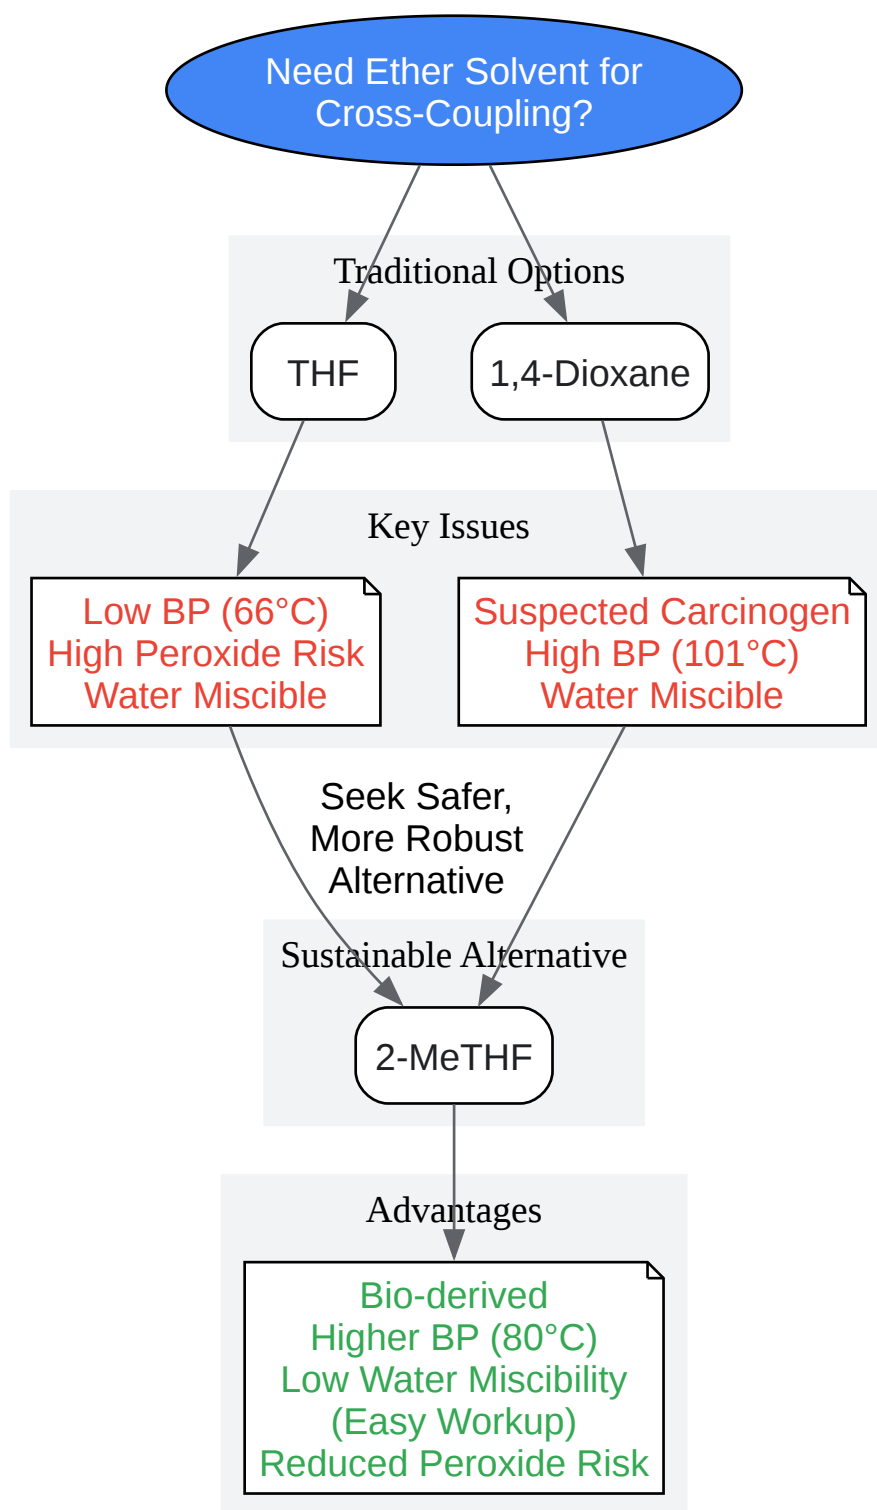 Need Ether Solvent for
Cross-Coupling?
Traditional Options
THF
1,4-Dioxane
Key Issues
Low BP (66°C)
High Peroxide Risk
Water Miscible
Suspected Carcinogen
High BP (101°C)
Water Miscible
Seek Safer,
More Robust
Alternative
Sustainable Alternative
2-MeTHF
Advantages
Bio-derived
Higher BP (80°C)
Low Water Miscibility
(Easy Workup)
Reduced Peroxide Risk